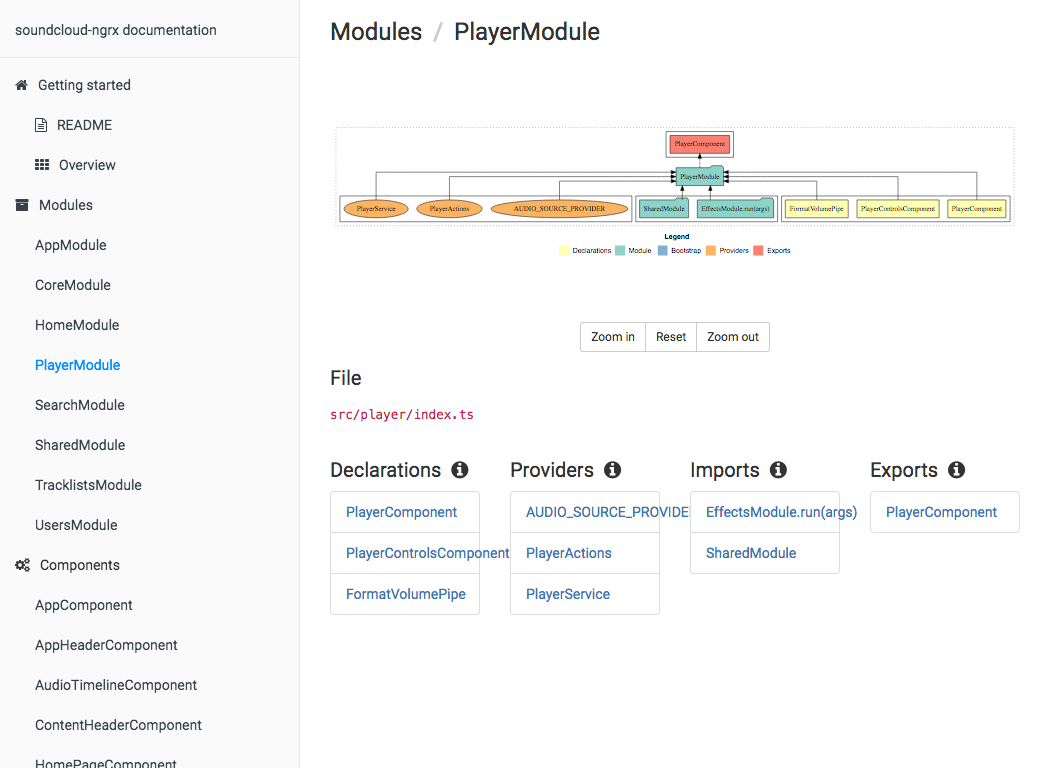 soundcloud-ngrx documentation
Getting started
README
Overview
Modules
AppModule
CoreModule
HomeModule
PlayerModule
SearchModule
SharedModule
TracklistsModule
UsersModule
Components
AppComponent
AppHeaderComponent
AudioTimelineComponent
ContentHeaderComponent
HomePageComponent
Modules / PlayerModule
PlayerComponent
PlayerModule
PlayerService PlayerActions AUDIO_SOURCE_PROVIDER SharedModule EffectsModule.run(args) FormatVolumePipe PlayerControlsComponent PlayerComponent
Legend
Declarations Module Bootstrap Providers Exports
Zoom in Reset Zoom out
File
src/player/index.ts
Declarations Providers Imports Exports
PlayerComponent AUDIO_SOURCE_PROVIDE EffectsModule.run(args) PlayerComponent
PlayerControlsComponent PlayerActions SharedModule
FormatVolumePipe PlayerService